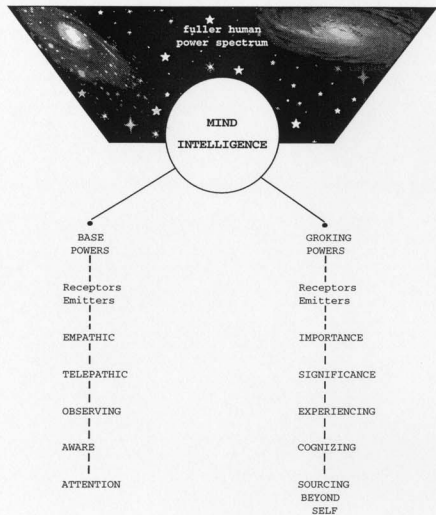 fuller human
power spectrum
MIND
INTELLIGENCE
BASE
POWERS
Receptors
Emitters
EMPATHIC
TELEPATHIC
OBSERVING
AWARE
ATTENTION
GROKING
POWERS
Receptors
Emitters
IMPORTANCE
SIGNIFICANCE
EXPERIENCING
COGNIZING
SOURCING
BEYOND
SELF